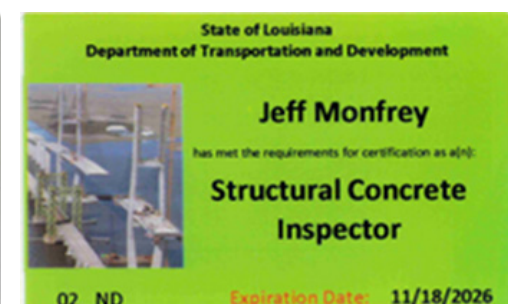 State of Louisiana
Department of Transportation and Development
Jeff Monfrey
has met the requirements for certification as a(n):
Structural Concrete
Inspector
02 ND
Expiration Date: 11/18/2026